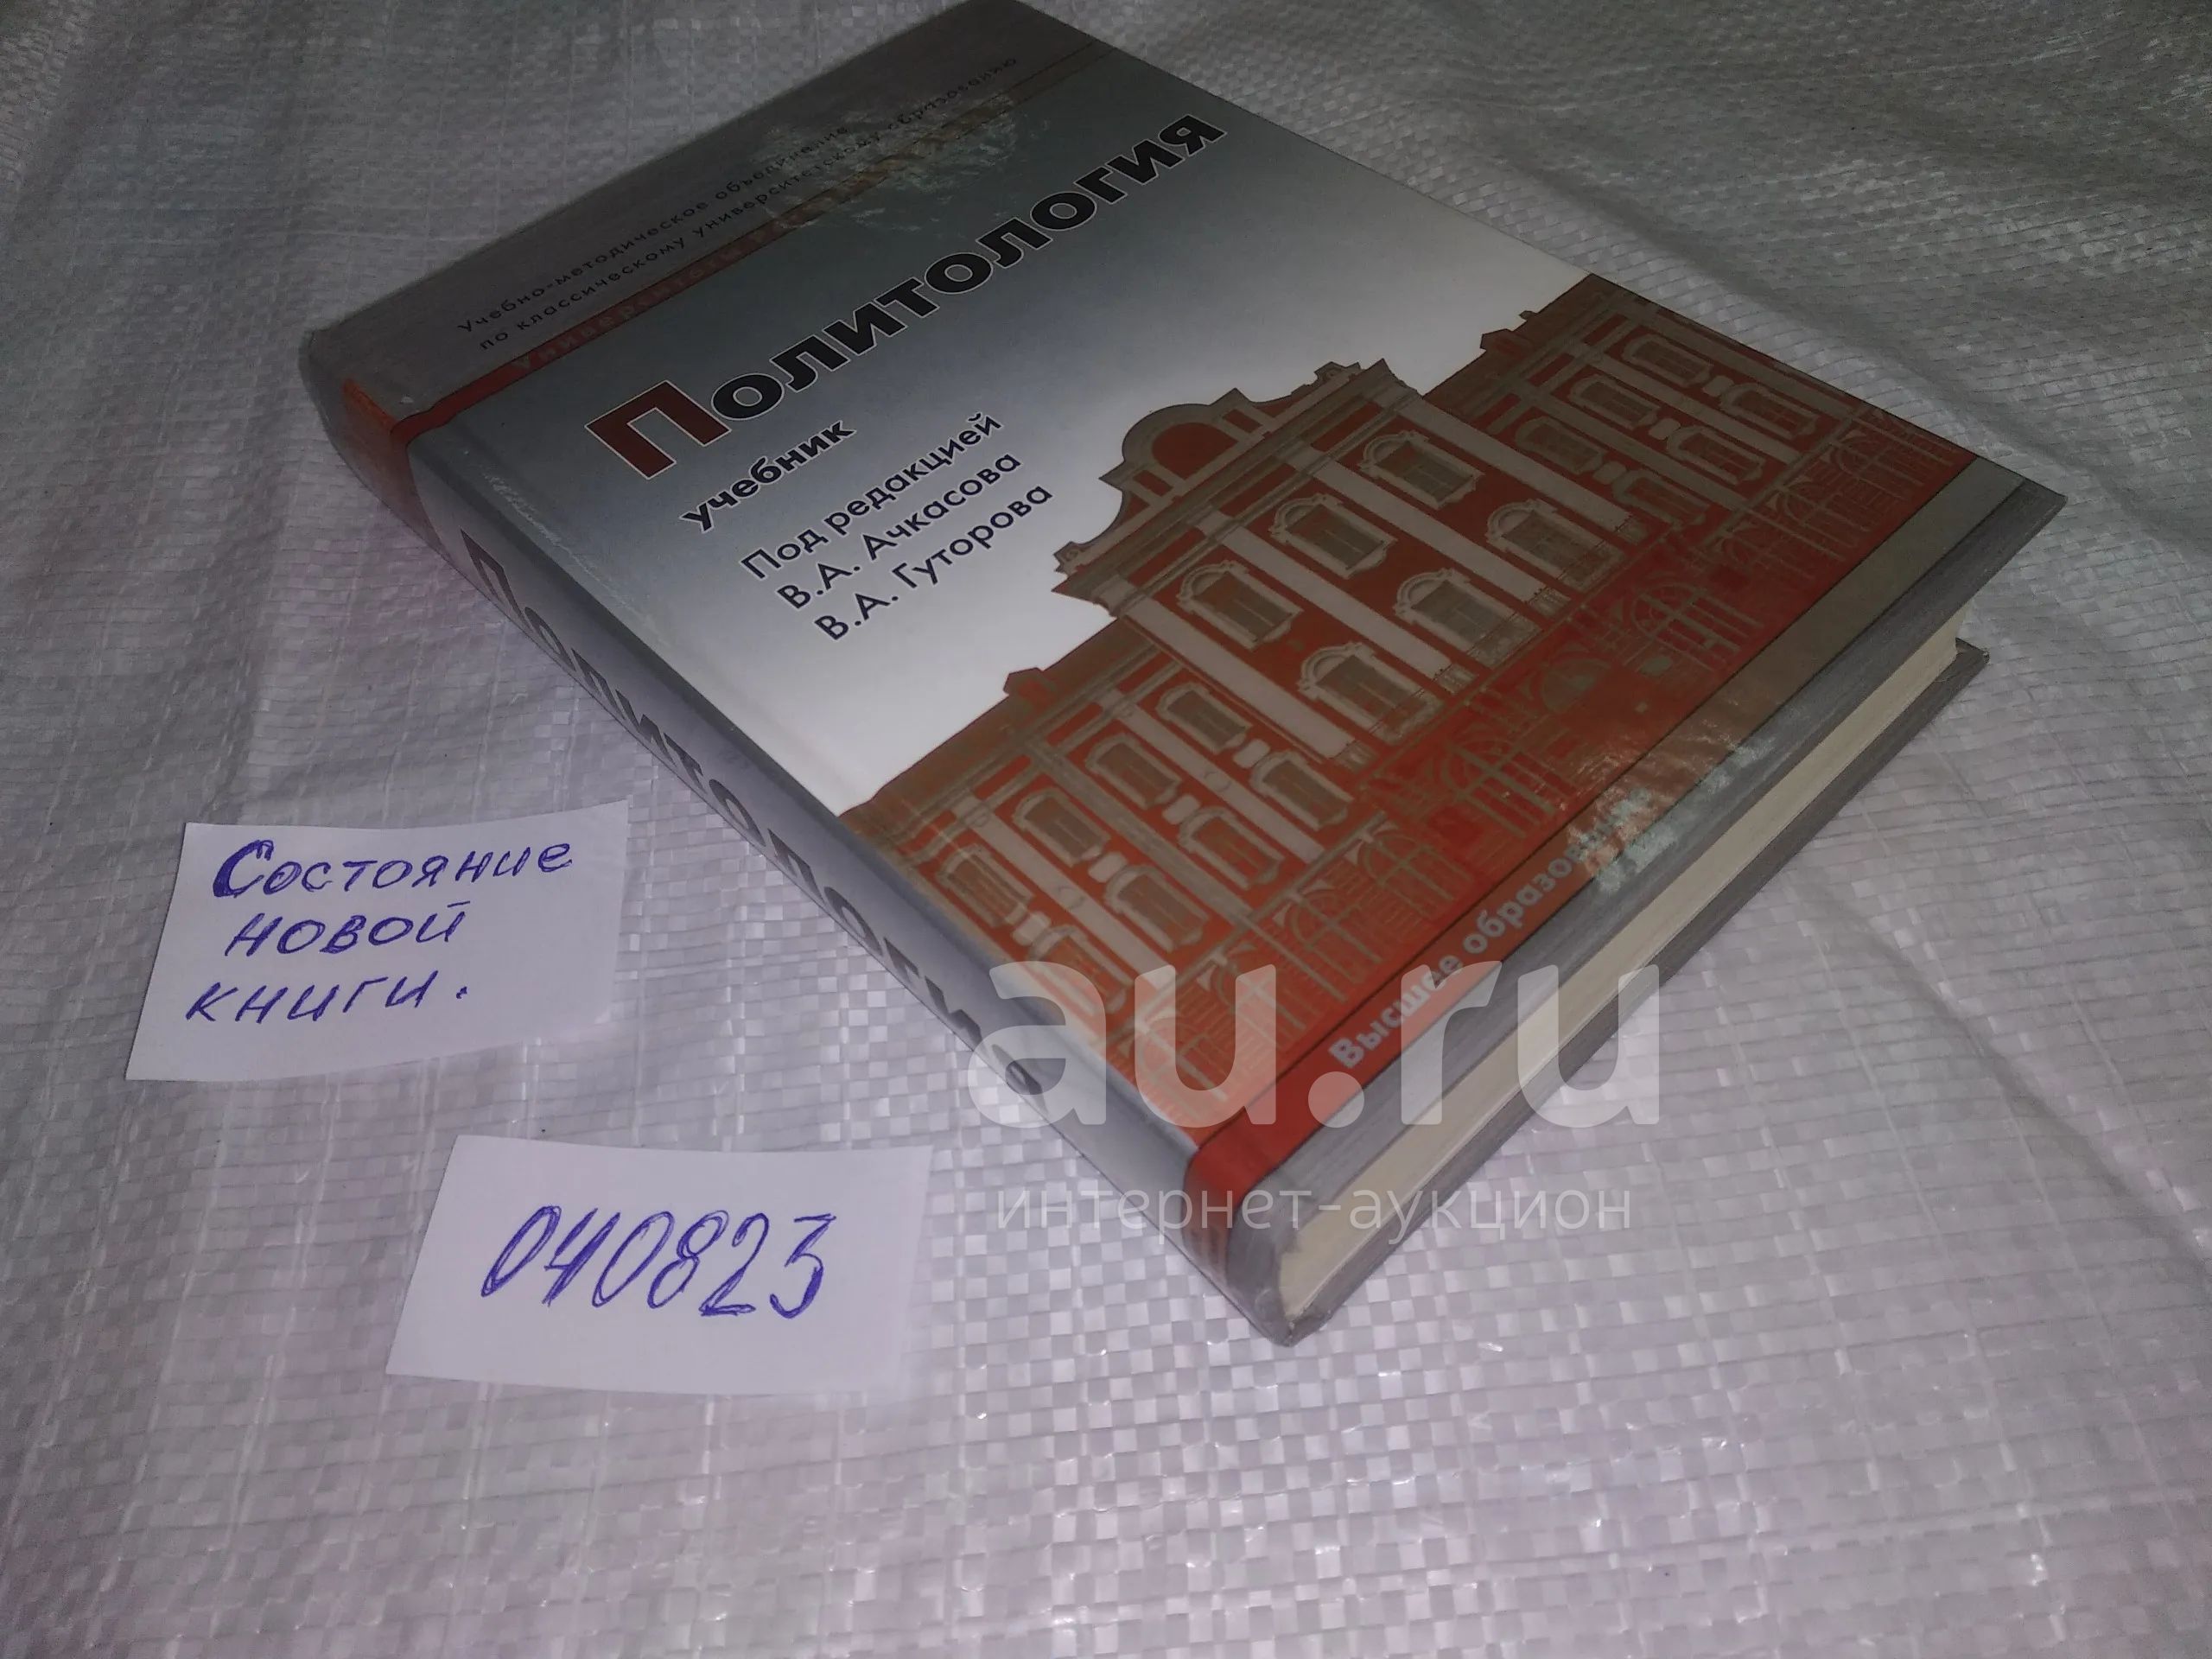 Учебно-методическое объединение
по классическому университетскому образованию
Политология
учебник
Под редакцией
В.А. Ачкасова
В.А. Гуторова
Высшее
Политология
Состояние
новой
книги.
040823
au.ru
интернет-аукцион